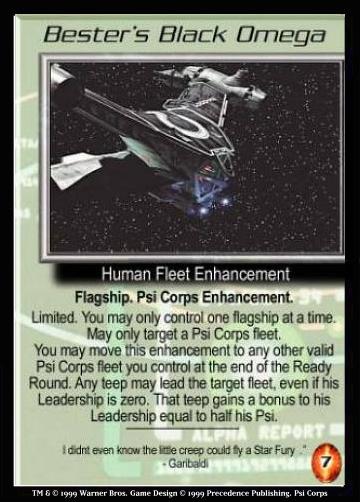 Bester's Black Omega
Human Fleet Enhancement
Flagship. Psi Corps Enhancement.
Limited. You may only control one flagship at a time.
May only target a Psi Corps fleet.
You may move this enhancement to any other valid
Psi Corps fleet you control at the end of the Ready
Round. Any teep may lead the target fleet, even if his
Leadership is zero. That teep gains a bonus to his
Leadership equal to half his Psi.
I didnt even know the little creep could fly a Star Fury ."
- Garibaldi
7
ALPHA REPORT
TM & © 1999 Warner Bros. Game Design © 1999 Precedence Publishing. Psi Corps